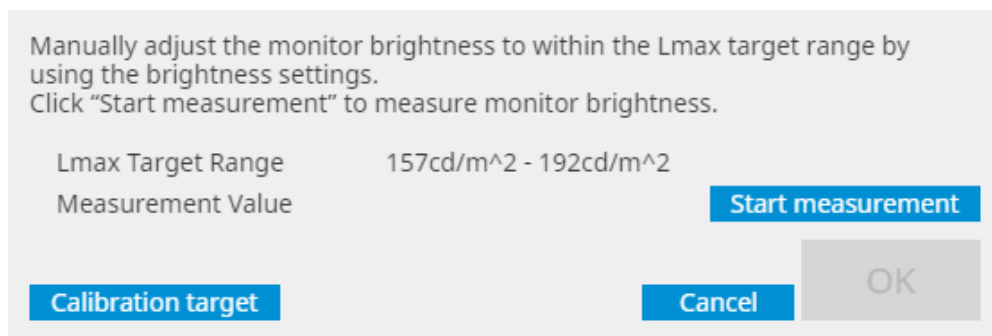 Manually adjust the monitor brightness to within the Lmax target range by
using the brightness settings.
Click “Start measurement” to measure monitor brightness.
Lmax Target Range 157cd/m^2 - 192cd/m^2
Measurement Value Start measurement
Calibration target Cancel OK